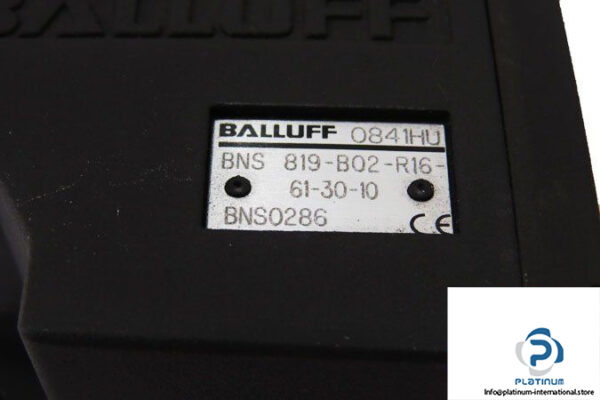 BALLUFF
BALLUFF 0841HU
BNS 819-B02-R16-
61-30-10
BNS0286
CE
PLATINUM
Info@platinum-international.store